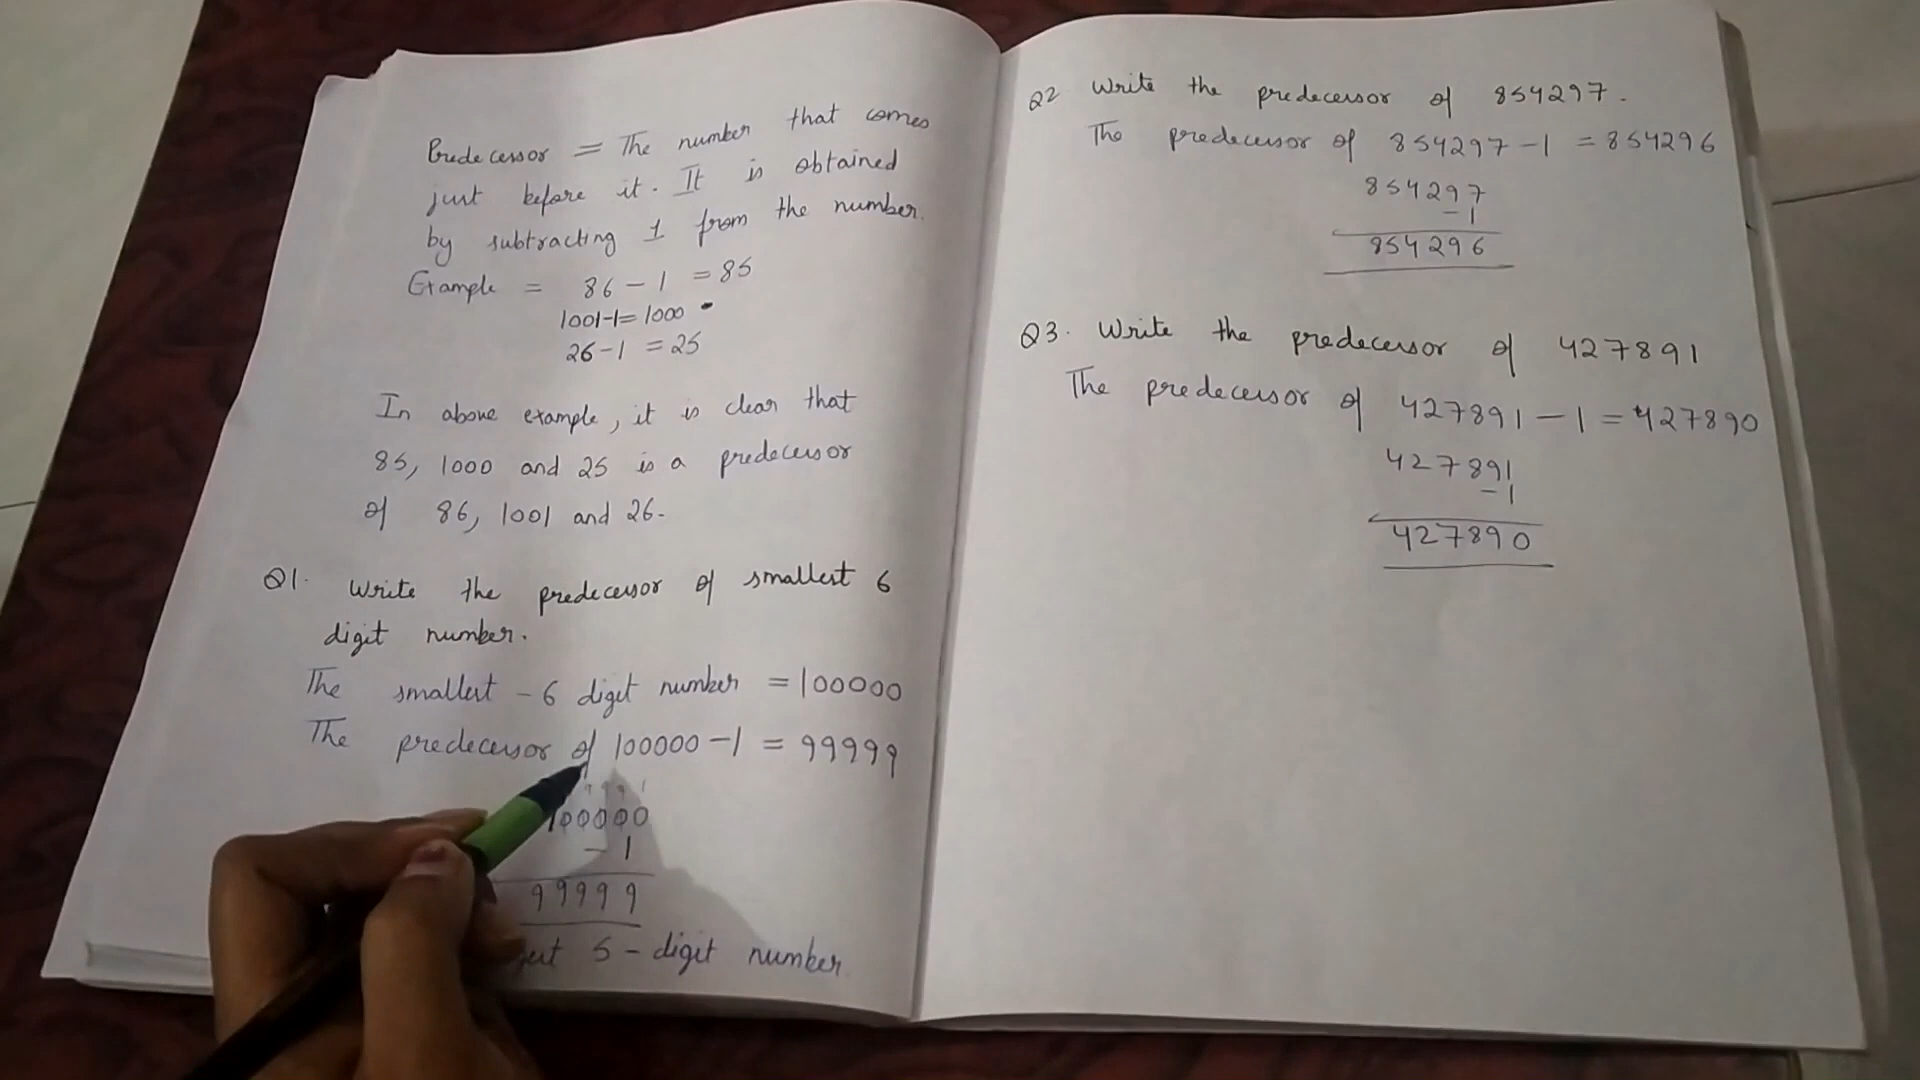 Predecessor = The number that comes
just before it. It is obtained
by subtracting 1 from the number.
Example = 86 - 1 = 85
1001-1= 1000
26-1 = 25
In above example, it is clear that
85, 1000 and 25 is a predecessor
of 86, 1001 and 26.
Q1. Write the predecessor of smallest 6
digit number.
The smallest - 6 digit number = 100000
The predecessor of 100000 - 1 = 99999
9 9 9 1
100000
- 1
99999
5 - digit number
Q2 Write the predecessor of 854297.
The predecessor of 854297 - 1 = 854296
854297
- 1
854296
Q3. Write the predecessor of 427891
The predecessor of 427891 - 1 = 427890
427891
- 1
427890